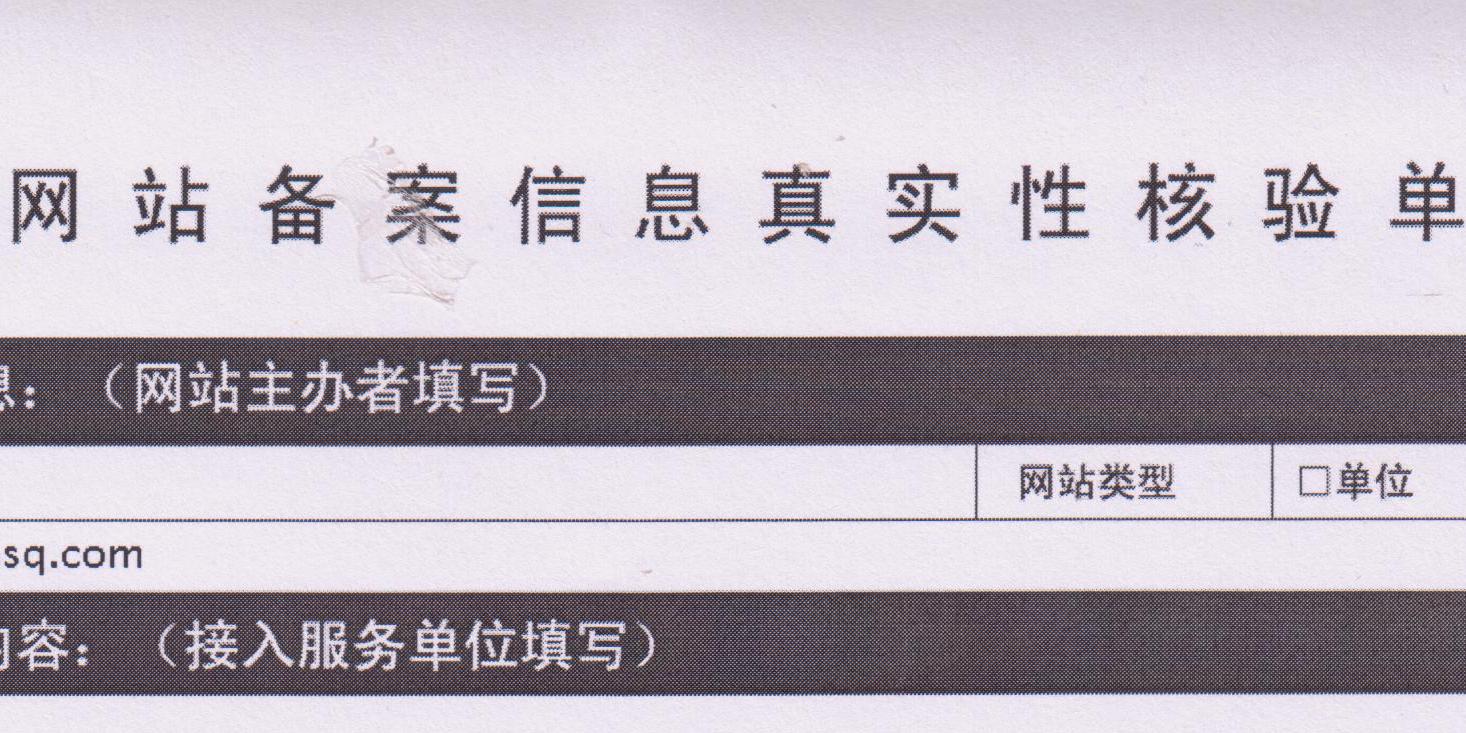 网站备案信息真实性核验单
息：（网站主办者填写）
网站类型 □单位
sq.com
内容：（接入服务单位填写）